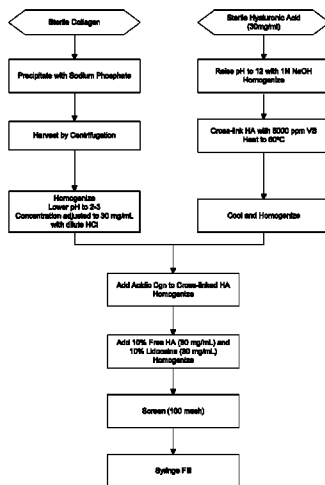 Sterile Collagen
Precipitate with Sodium Phosphate
Harvest by Centrifugation
Homogenize
Lower pH to 2-3
Concentration adjusted to 30 mg/mL
with dilute HCl
Sterile Hyaluronic Acid
(30mg/ml)
Raise pH to 12 with 1N NaOH
Homogenize
Cross-link HA with 5000 ppm VS
Heat to 50ºC
Cool and Homogenize
Add Acidic Cgn to Cross-linked HA
Homogenize
Add 10% Free HA (30 mg/mL) and
10% Lidocaine (30 mg/mL)
Homogenize
Screen (100 mesh)
Syringe Fill